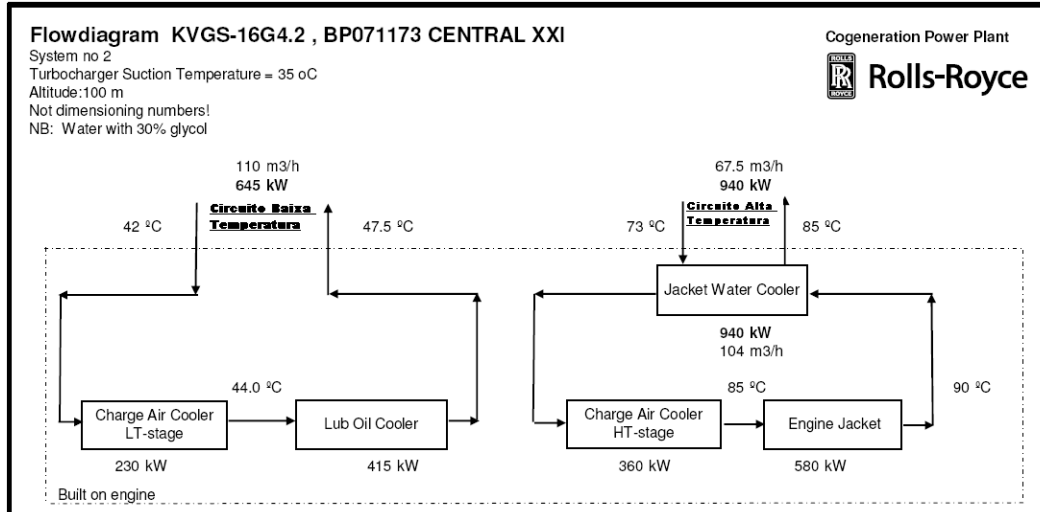 Flowdiagram KVGS-16G4.2 , BP071173 CENTRAL XXI
System no 2
Turbocharger Suction Temperature = 35 oC
Altitude:100 m
Not dimensioning numbers!
NB: Water with 30% glycol
Cogeneration Power Plant
ROLLS
RR
ROYCE
Rolls-Royce
110 m3/h
645 kW
Circuito Baixa
Temperatura
42 ºC
47.5 ºC
67.5 m3/h
940 kW
Circuito Alta
Temperatura
73 ºC
85 ºC
Jacket Water Cooler
940 kW
104 m3/h
44.0 ºC
85 ºC
90 ºC
Charge Air Cooler
LT-stage
Lub Oil Cooler
Charge Air Cooler
HT-stage
Engine Jacket
230 kW
415 kW
360 kW
580 kW
Built on engine